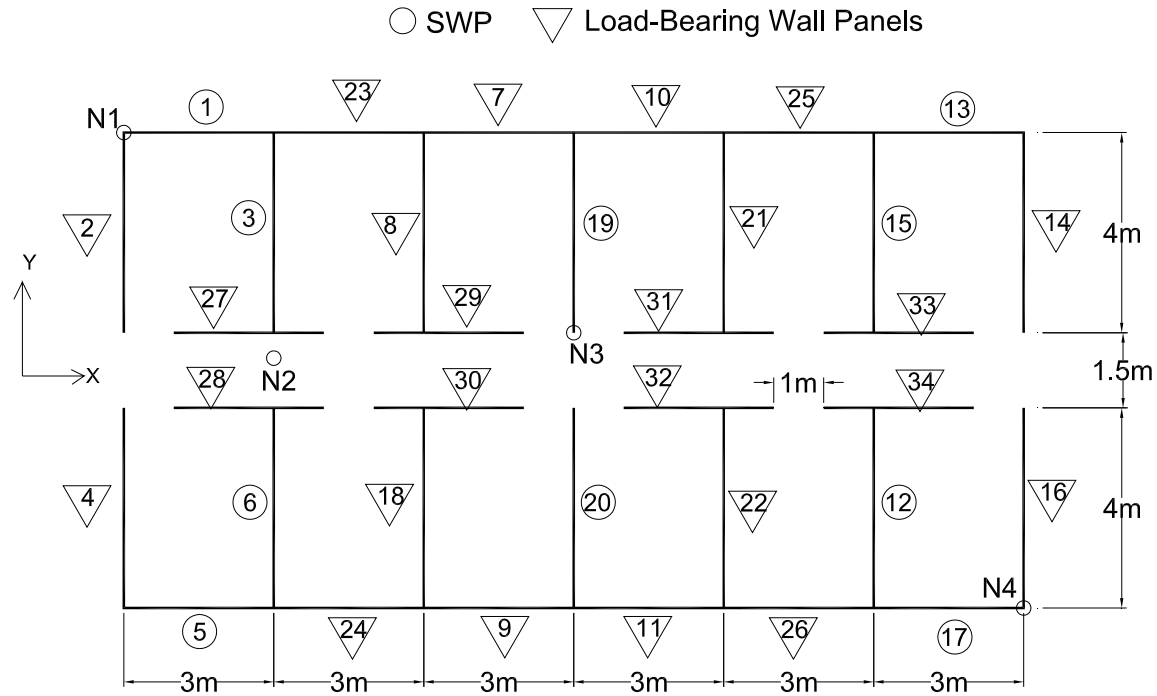 SWP Load-Bearing Wall Panels
1 23 7 10 25 13
N1
2 3 8 19 21 15 14 4m
Y
27 29 31 33
N3
X N2 1.5m
28 30 32 1m 34
4 6 18 20 22 12 16 4m
N4
5 24 9 11 26 17
3m 3m 3m 3m 3m 3m